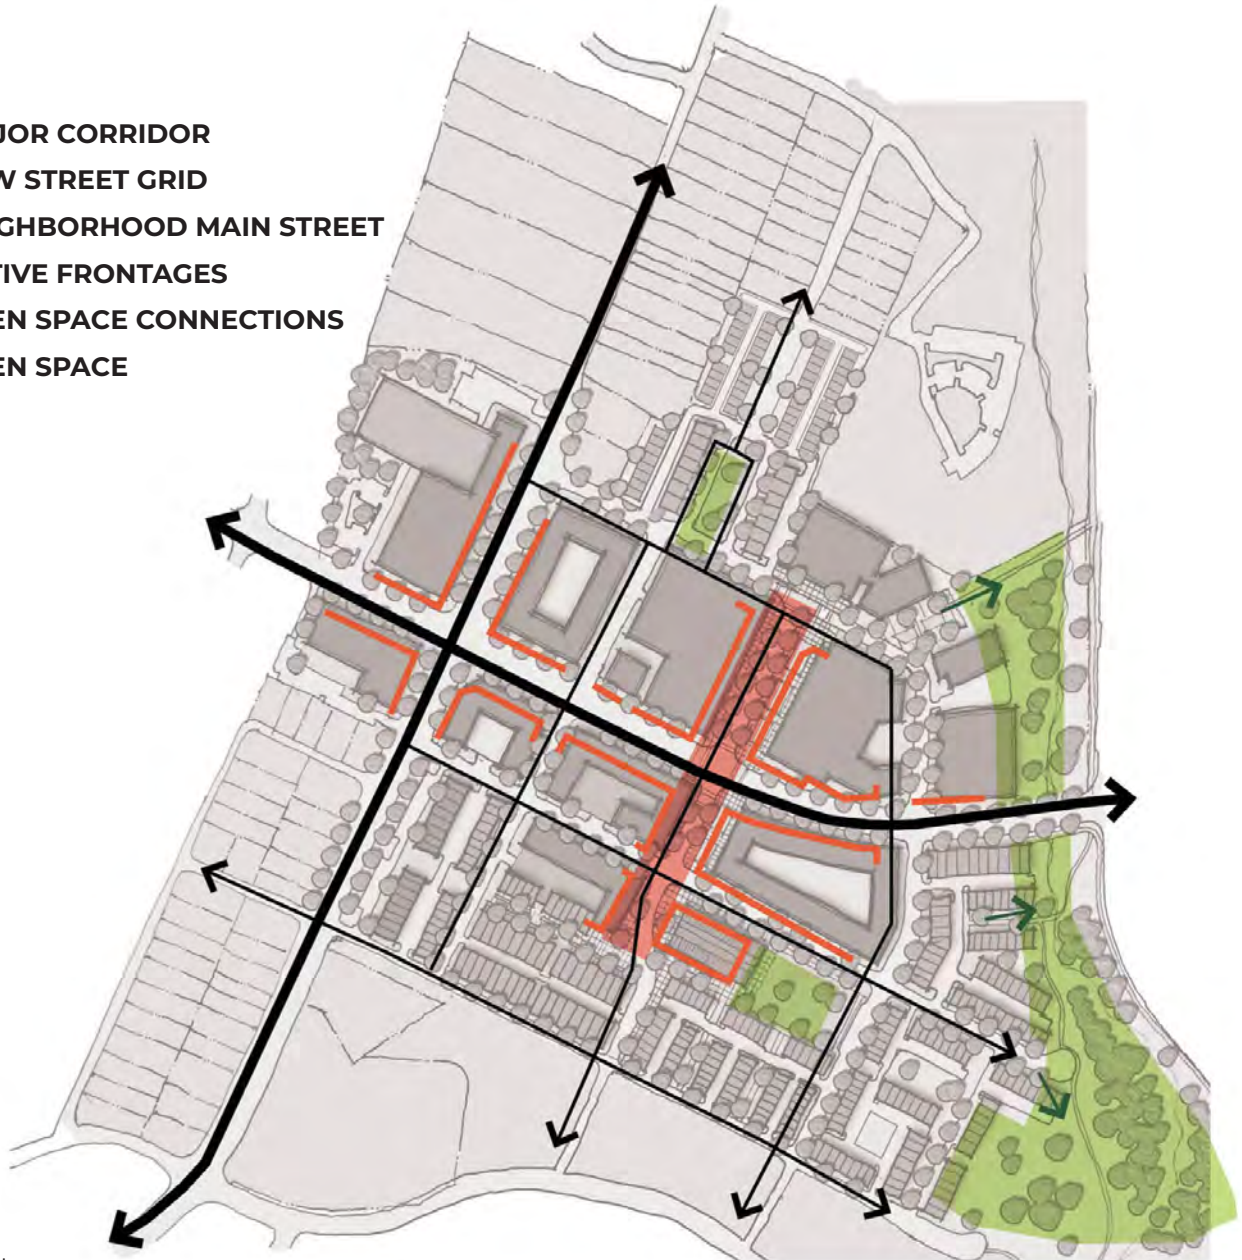 JOR CORRIDOR
W STREET GRID
GHBORHOOD MAIN STREET
TIVE FRONTAGES
EN SPACE CONNECTIONS
EN SPACE